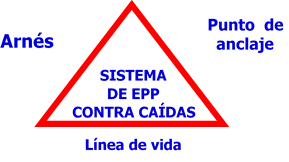 Arnés
Punto de
anclaje
SISTEMA
DE EPP
CONTRA CAÍDAS
Línea de vida